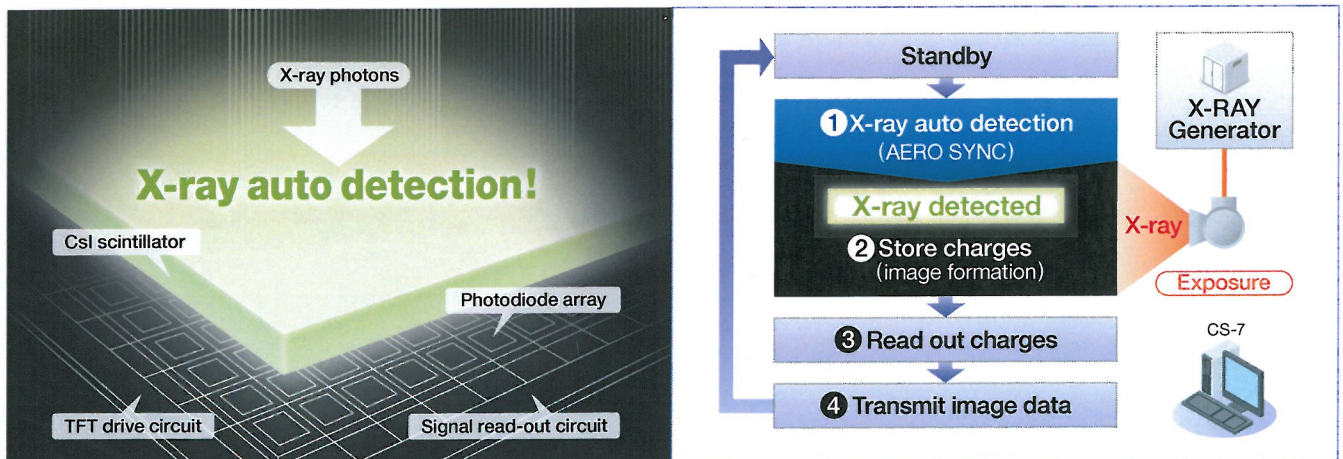 X-ray photons
X-ray auto detection!
CsI scintillator
Photodiode array
TFT drive circuit
Signal read-out circuit
Standby
1 X-ray auto detection
(AERO SYNC)
X-ray detected
2 Store charges
(image formation)
3 Read out charges
4 Transmit image data
X-RAY
Generator
X-ray
Exposure
CS-7